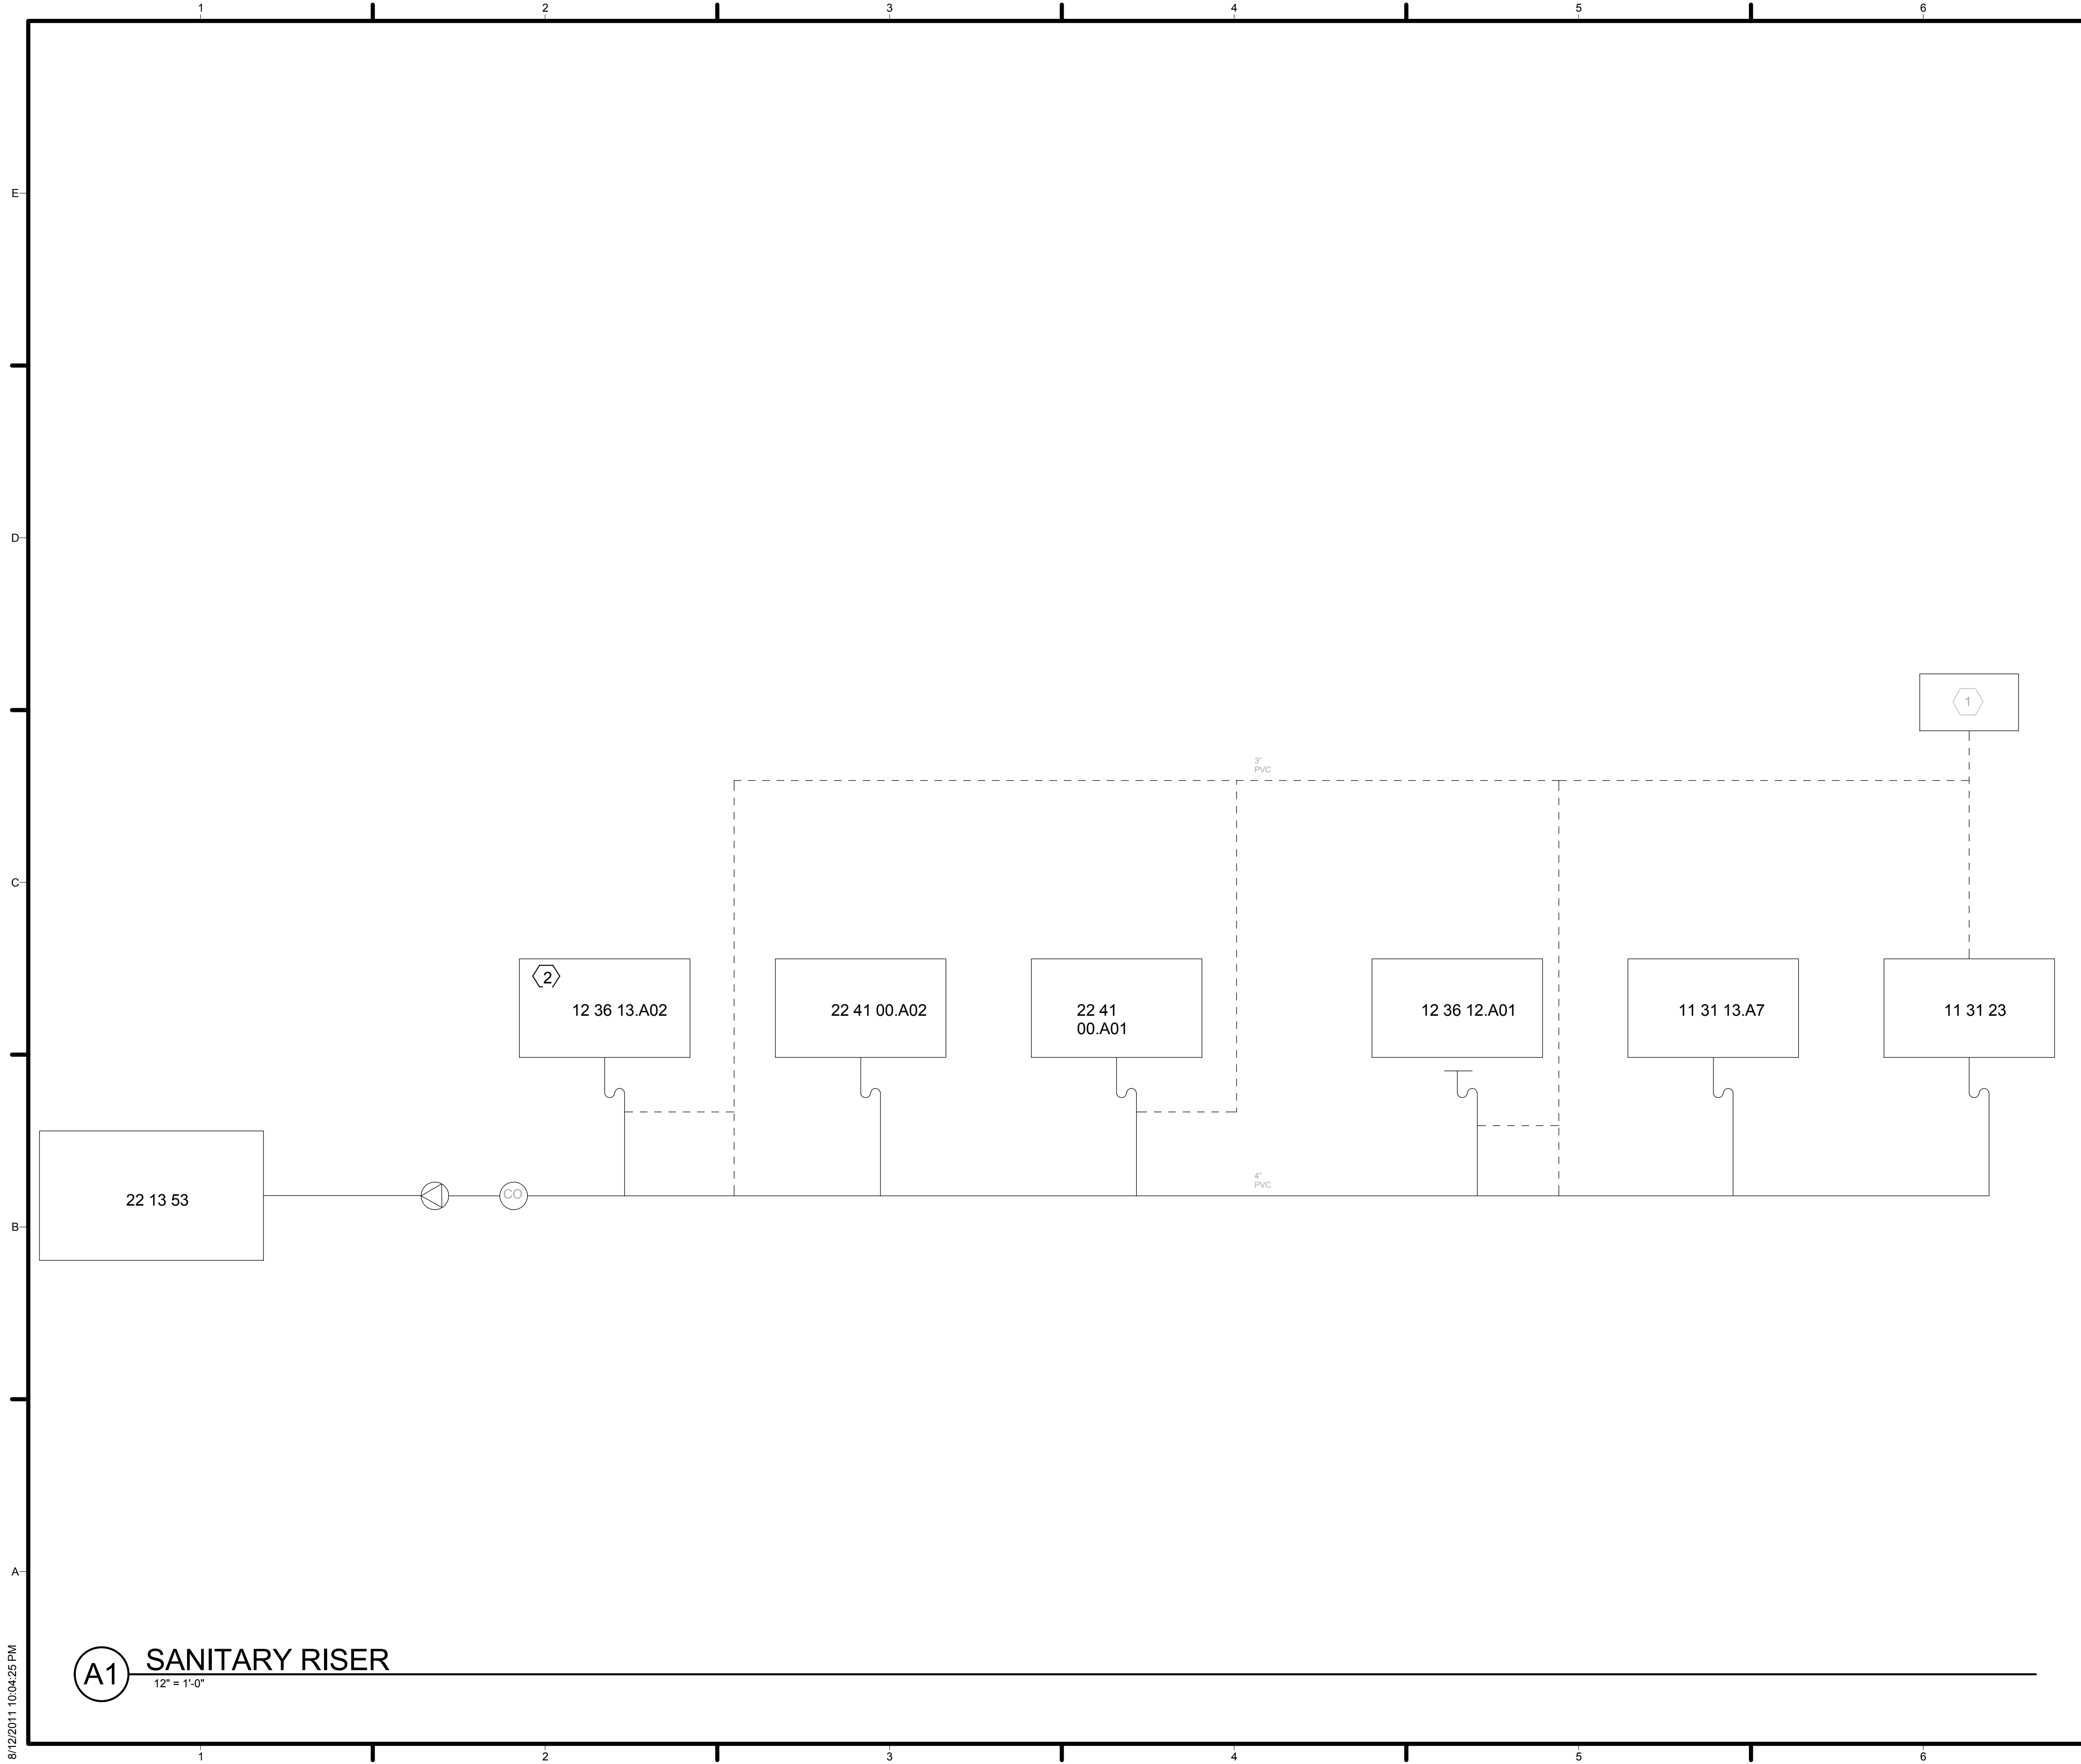 1 2 3 4 5 6
E
D
1
3"
PVC
C
2
12 36 13.A02
22 41 00.A02
22 41
00.A01
12 36 12.A01
11 31 13.A7
11 31 23
22 13 53
CO
4"
PVC
B
A
A1
SANITARY RISER
12" = 1'-0"
8/12/2011 10:04:25 PM
1 2 3 4 5 6